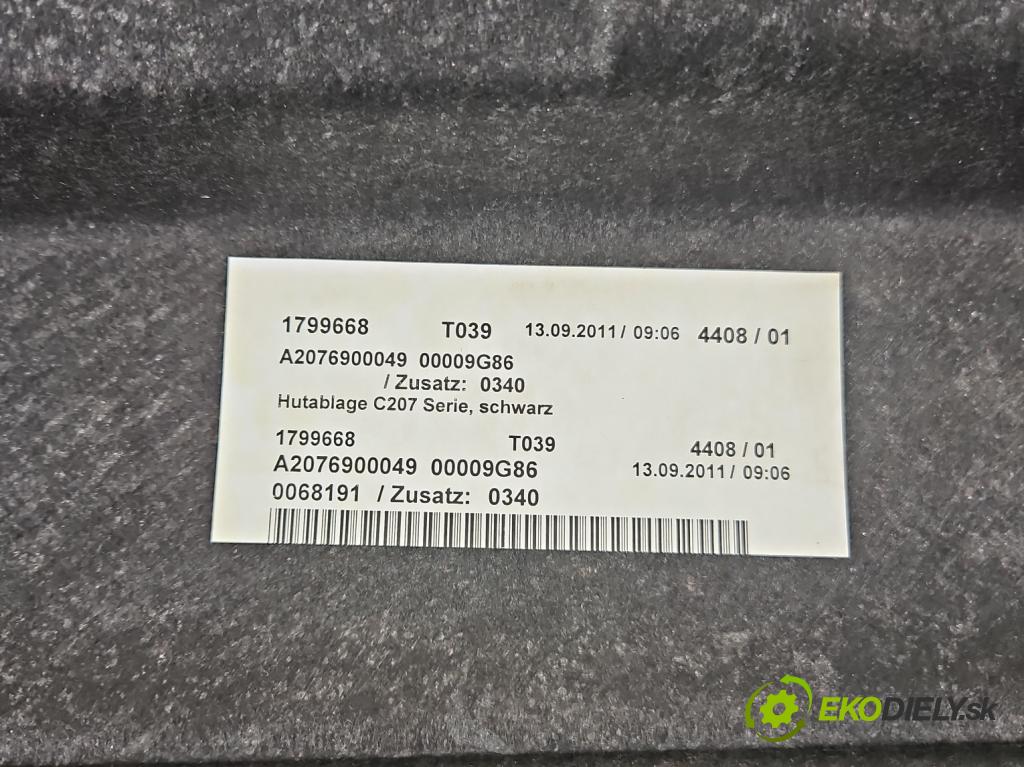 1799668 T039 13.09.2011 / 09:06 4408 / 01
A2076900049 00009G86
/ Zusatz: 0340
Hutablage C207 Serie, schwarz
1799668 T039 4408 / 01
A2076900049 00009G86 13.09.2011 / 09:06
0068191 / Zusatz: 0340
EKODIELY.sk